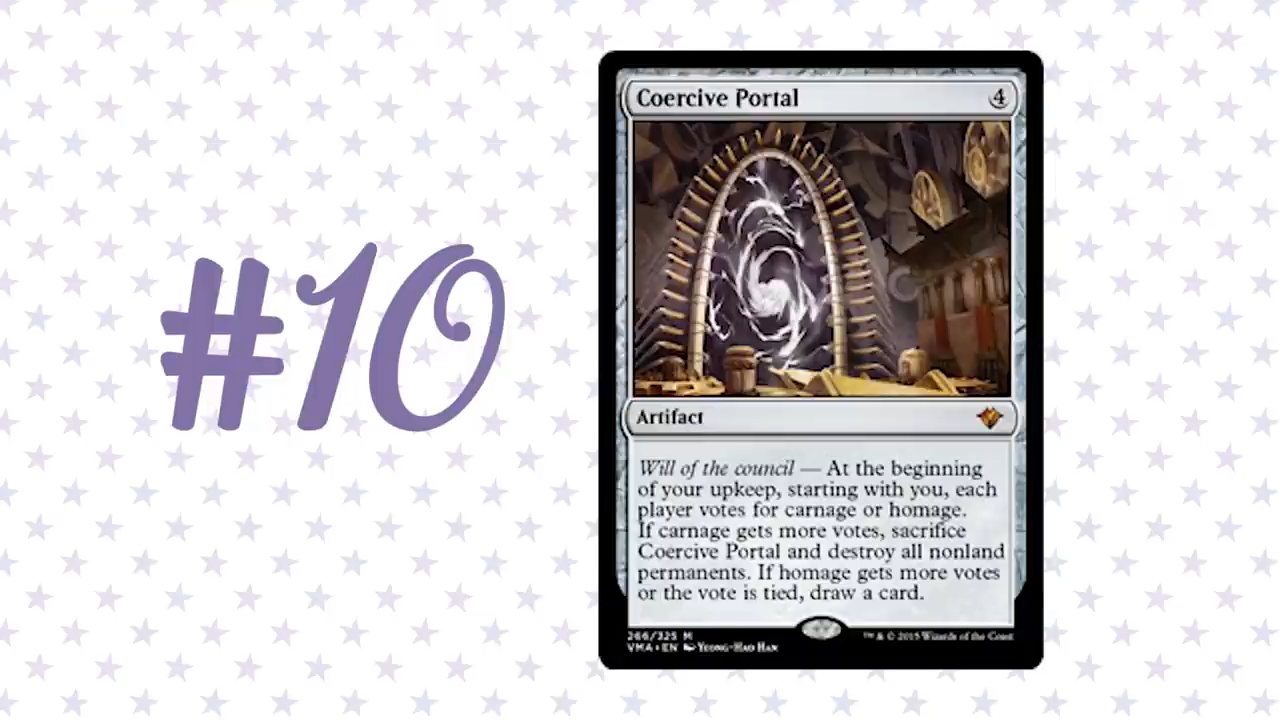 #10
Coercive Portal 4
Artifact
Will of the council — At the beginning
of your upkeep, starting with you, each
player votes for carnage or homage.
If carnage gets more votes, sacrifice
Coercive Portal and destroy all nonland
permanents. If homage gets more votes
or the vote is tied, draw a card.
266/325 M
VMA • EN Yeong-Hao Han
™ & © 2015 Wizards of the Coast